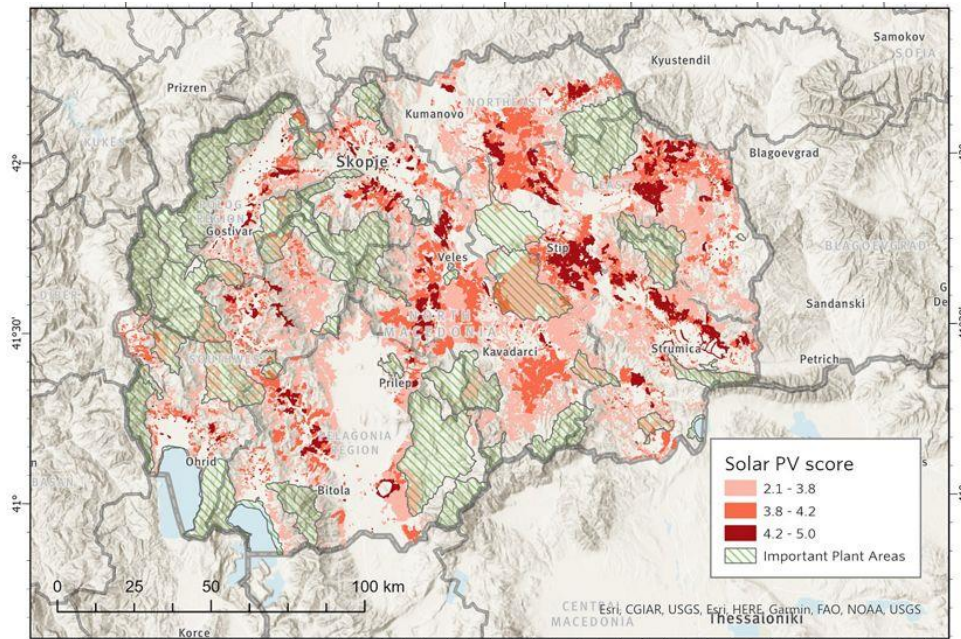 Samokov
SOFIA
Kyustendil
Prizren
KUKES
Kumanovo
NORTHEAST
42°
Skopje
Blagoevgrad
REGION
Gostivar
Stip
BLAGOEVGRAD
Veles
Sandanski
NORTH
MACEDONIA
41°30'
Kavadarci
Strumica
Petrich
Prilep
PELAGONIA
REGION
Ohrid
Bitola
41°
Solar PV score
2.1 - 3.8
3.8 - 4.2
4.2 - 5.0
Important Plant Areas
0 25 50 100 km
Esri, CGIAR, USGS, Esri, HERE, Garmin, FAO, NOAA, USGS
CENTRAL
MACEDONIA
Thessaloniki
Korce